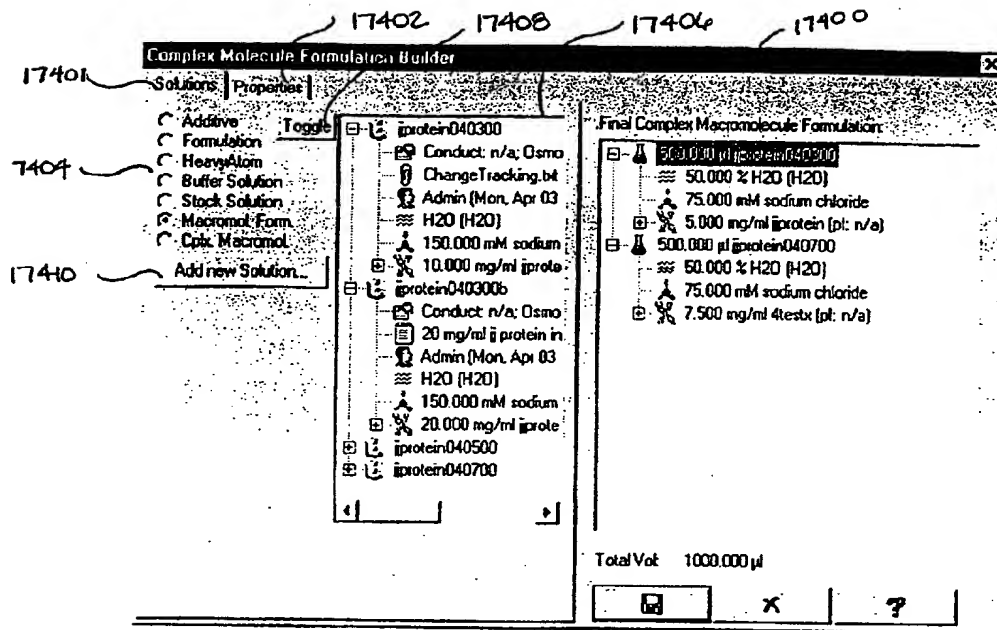 17402 17408 17406 17400
Complex Molecule Formulation Builder
17401
Solutions Properties
Additive
Toggle
Formulation
HeavyAtom
7404
Buffer Solution
Stock Solution
Macromol. Form.
Cplx. Macromol.
17410
Add new Solution...
jjprotein040300
Conduct: n/a; Osmo
ChangeTracking.txt
Admin (Mon, Apr 03
H2O (H2O)
150.000 mM sodium
10.000 mg/ml jjprote
jjprotein040300b
Conduct: n/a; Osmo
20 mg/ml jj protein in
Admin (Mon, Apr 03
H2O (H2O)
150.000 mM sodium
20.000 mg/ml jjprote
jjprotein040500
jjprotein040700
Final Complex Macromolecule Formulation:
500.000 µl jjprotein040300
50.000 % H2O (H2O)
75.000 mM sodium chloride
5.000 mg/ml jjprotein (pI: n/a)
500.000 µl jjprotein040700
50.000 % H2O (H2O)
75.000 mM sodium chloride
7.500 mg/ml 4testx (pI: n/a)
Total Vol: 1000.000 µl